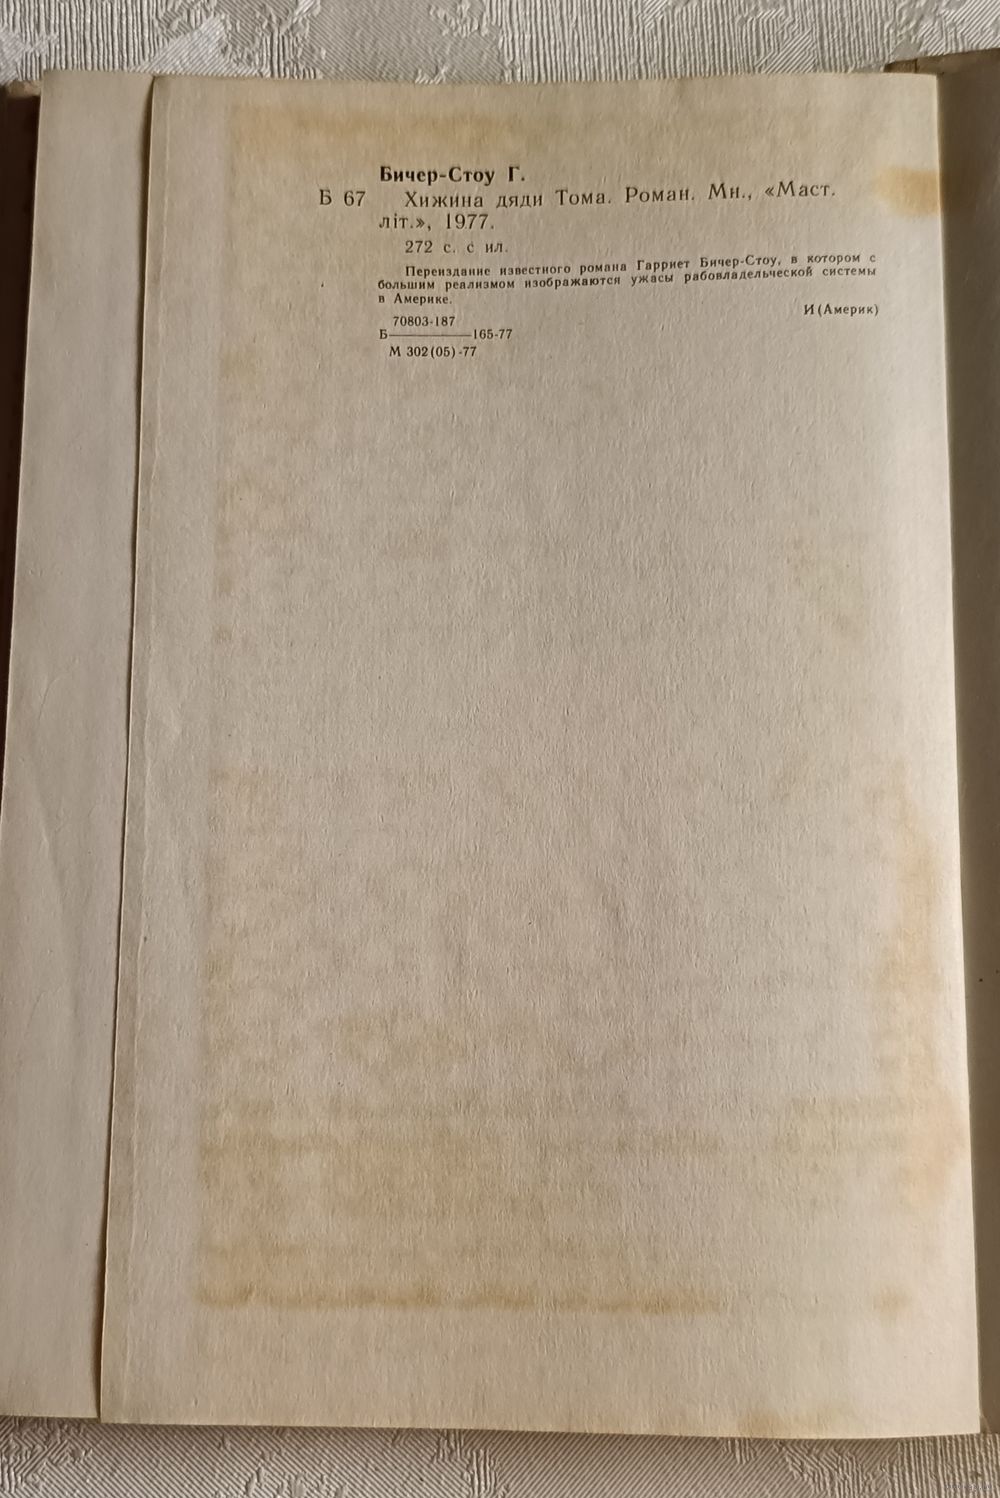 Бичер-Стоу Г.
Б 67 Хижина дяди Тома. Роман. Мн., «Маст.
літ.», 1977.
272 с. с ил.
Переиздание известного романа Гарриет Бичер-Стоу, в котором с
большим реализмом изображаются ужасы рабовладельческой системы
в Америке.
И(Америк)
70803-187
Б————165-77
М 302(05)-77